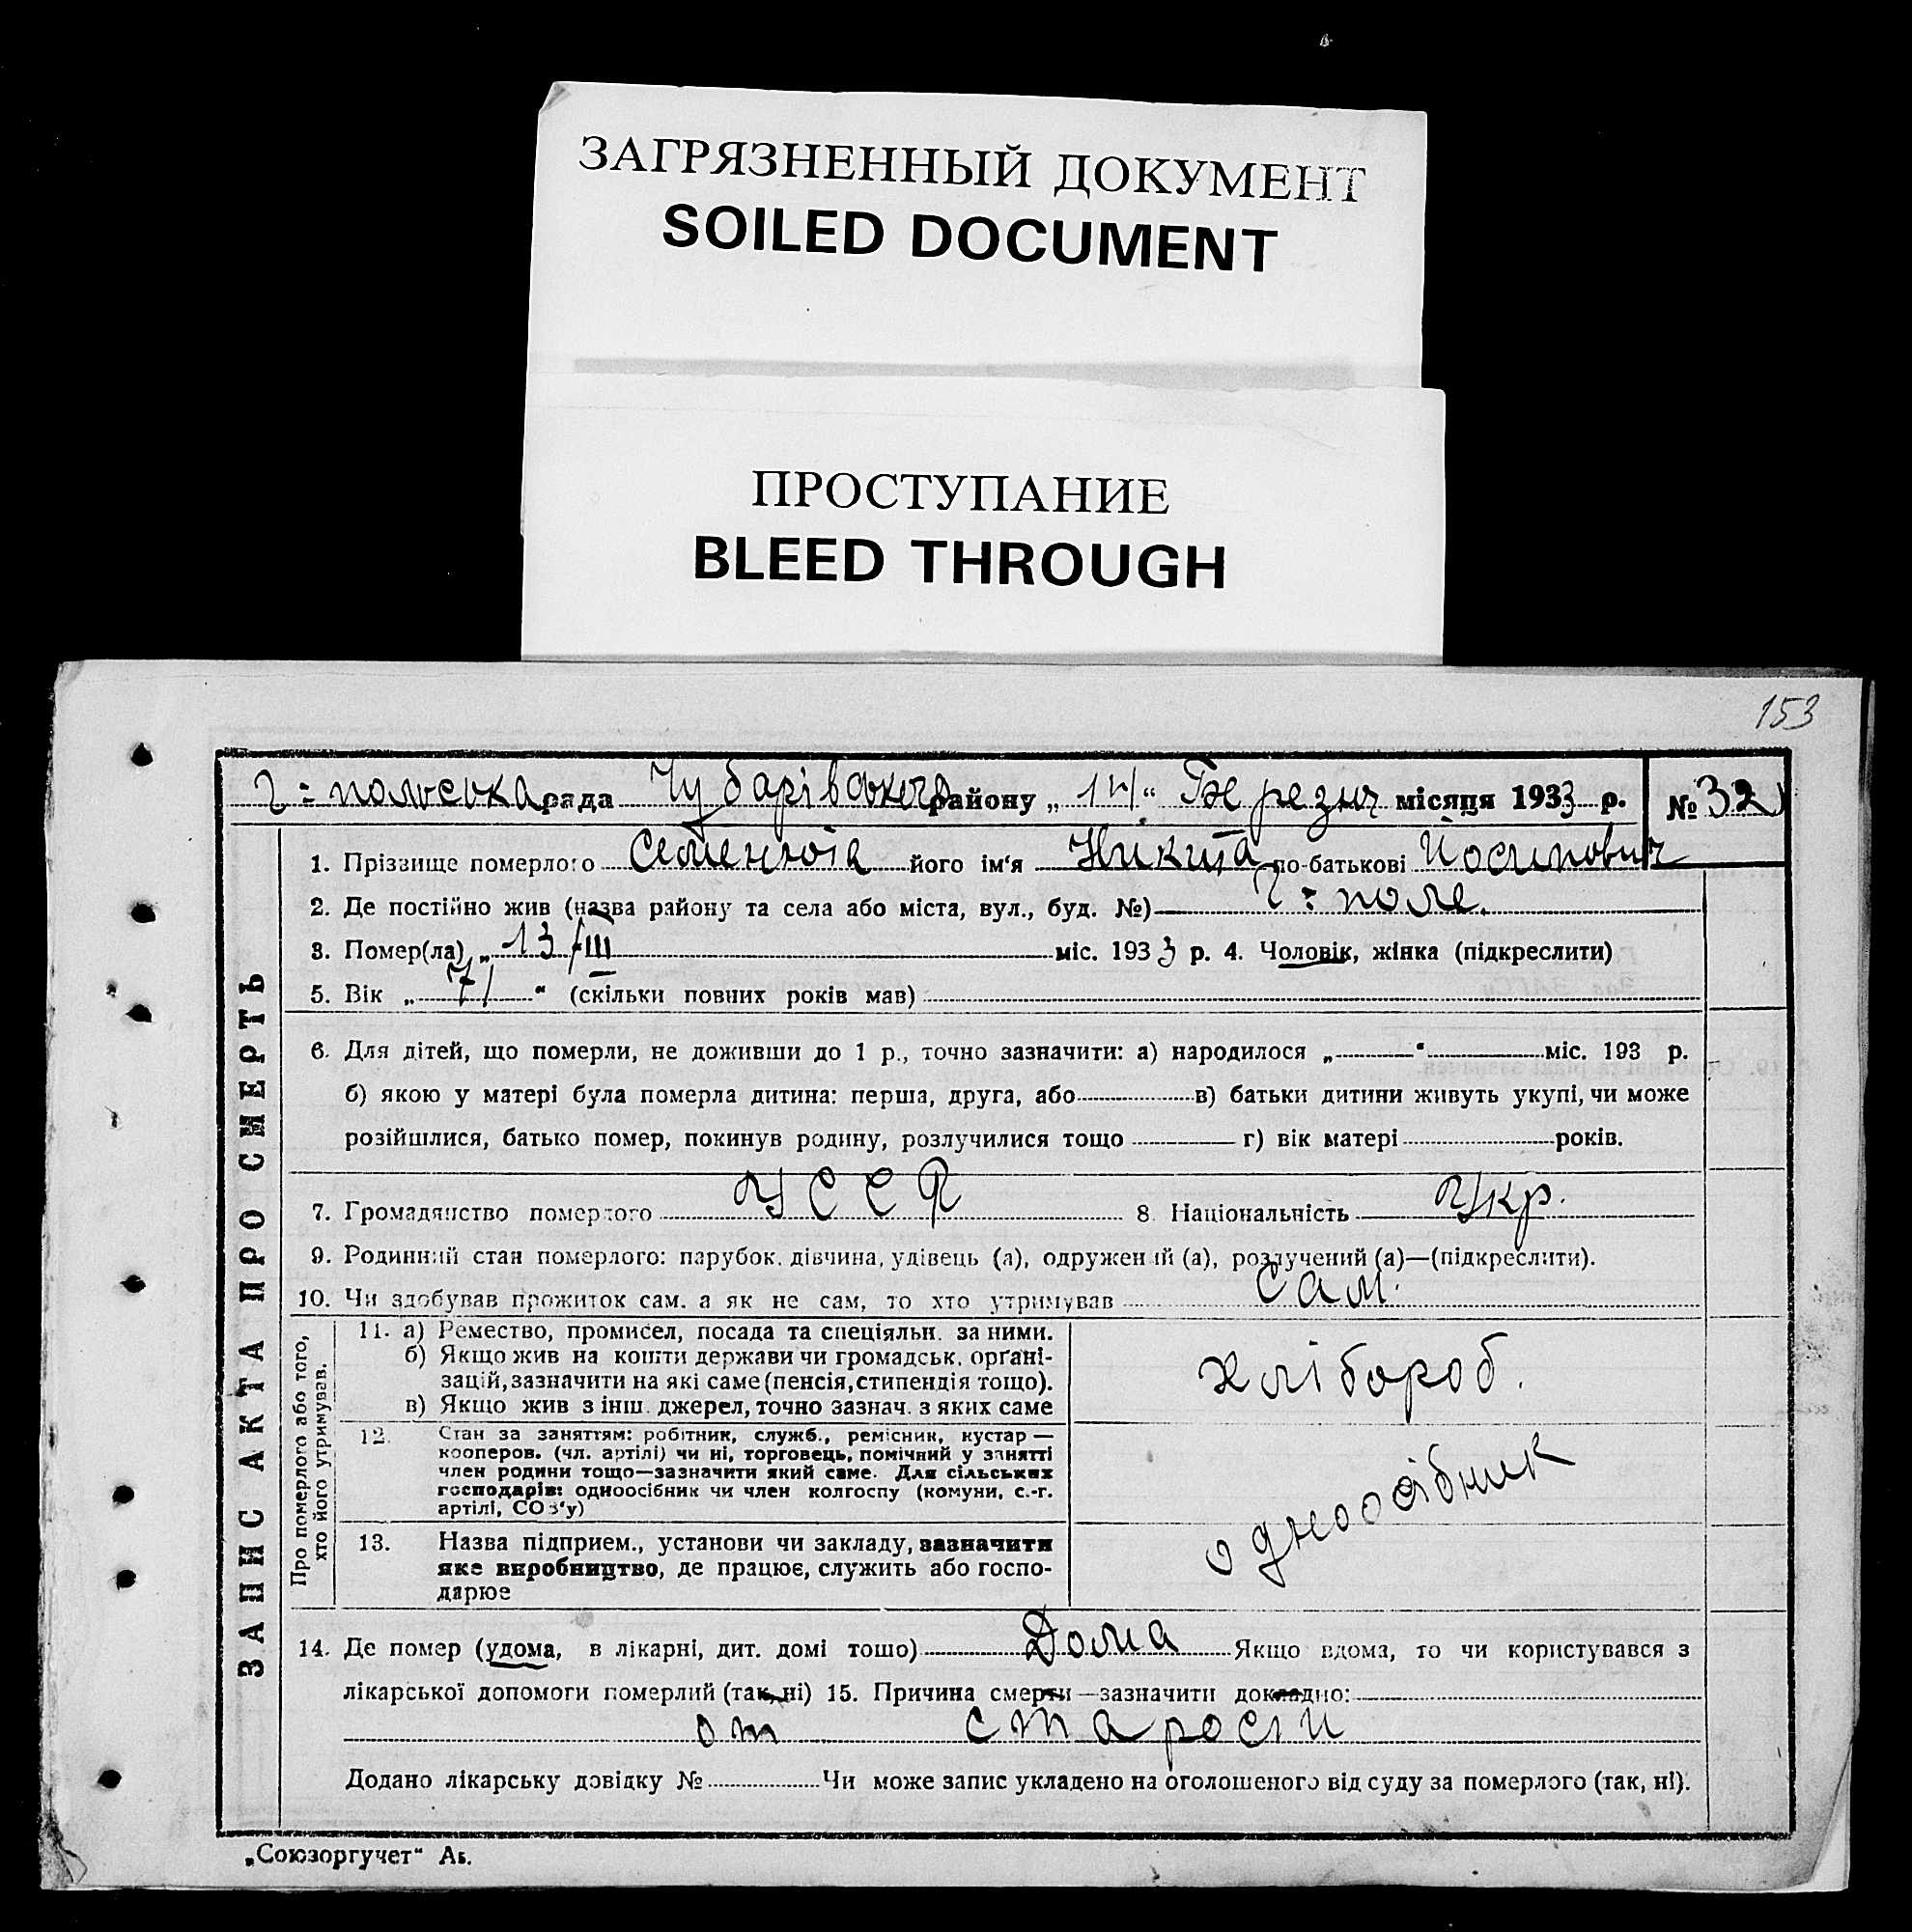 ЗАГРЯЗНЕННЫЙ ДОКУМЕНТ
SOILED DOCUMENT
ПРОСТУПАНИЕ
BLEED THROUGH
153
г=польська рада Чубарівського району „14“ Березня місяця 1933 р. № 32
1. Прізвище померлого його ім'я Никита по-батькові Йосипович
2. Де постійно жив (назва району та села або міста, вул., буд. №) г=поле.
3. Помер(ла) „13/III міс. 1933 р. 4. Чоловік, жінка (підкреслити)
5. Вік „71“ (скільки повних років мав)
6. Для дітей, що померли, не доживши до 1 р., точно зазначити: а) народилося „ “ міс. 193 р.
б) якою у матері була померла дитина: перша, друга, або в) батьки дитини живуть укупі, чи може
розійшлися, батько помер, покинув родину, розлучилися тощо г) вік матері років.
7. Громадянство померлого УССР 8. Національність Укр.
9. Родинний стан померлого: парубок, дівчина, удівець (а), одружений (а), розлучений (а)—(підкреслити).
10. Чи здобував прожиток сам, а як не сам, то хто утримував Сам.
Про померлого або того,
хто його утримував.
11. а) Ремество, промисел, посада та спеціяльн. за ними.
б) Якщо жив на кошти держави чи громадськ. органі-
зацій, зазначити на які саме (пенсія, стипендія тощо).
в) Якщо жив з інш. джерел, точно зазнач. з яких саме
хлібороб.
12. Стан за заняттям: робітник, служб., ремісник, кустар—
кооперов. (чл. артілі) чи ні, торговець, помічний у занятті
член родини тощо—зазначити який саме. Для сільських
господарів: одноосібник чи член колгоспу (комуни, с.-г.
артілі, СОЗ'у)
одноосібник
13. Назва підприєм., установи чи закладу, зазначити
яке виробництво, де працює, служить або госпо-
дарює
14. Де помер (удома, в лікарні, дит. домі тощо) Дома Якщо вдома, то чи користувався з
лікарської допомоги померлий (так, ні) 15. Причина смерти—зазначити докладно:
от старости
Додано лікарську довідку № Чи може запис укладено на оголошеного від суду за померлого (так, ні).
ЗАПИС АКТА ПРО СМЕРТЬ
„Союзоргучет“